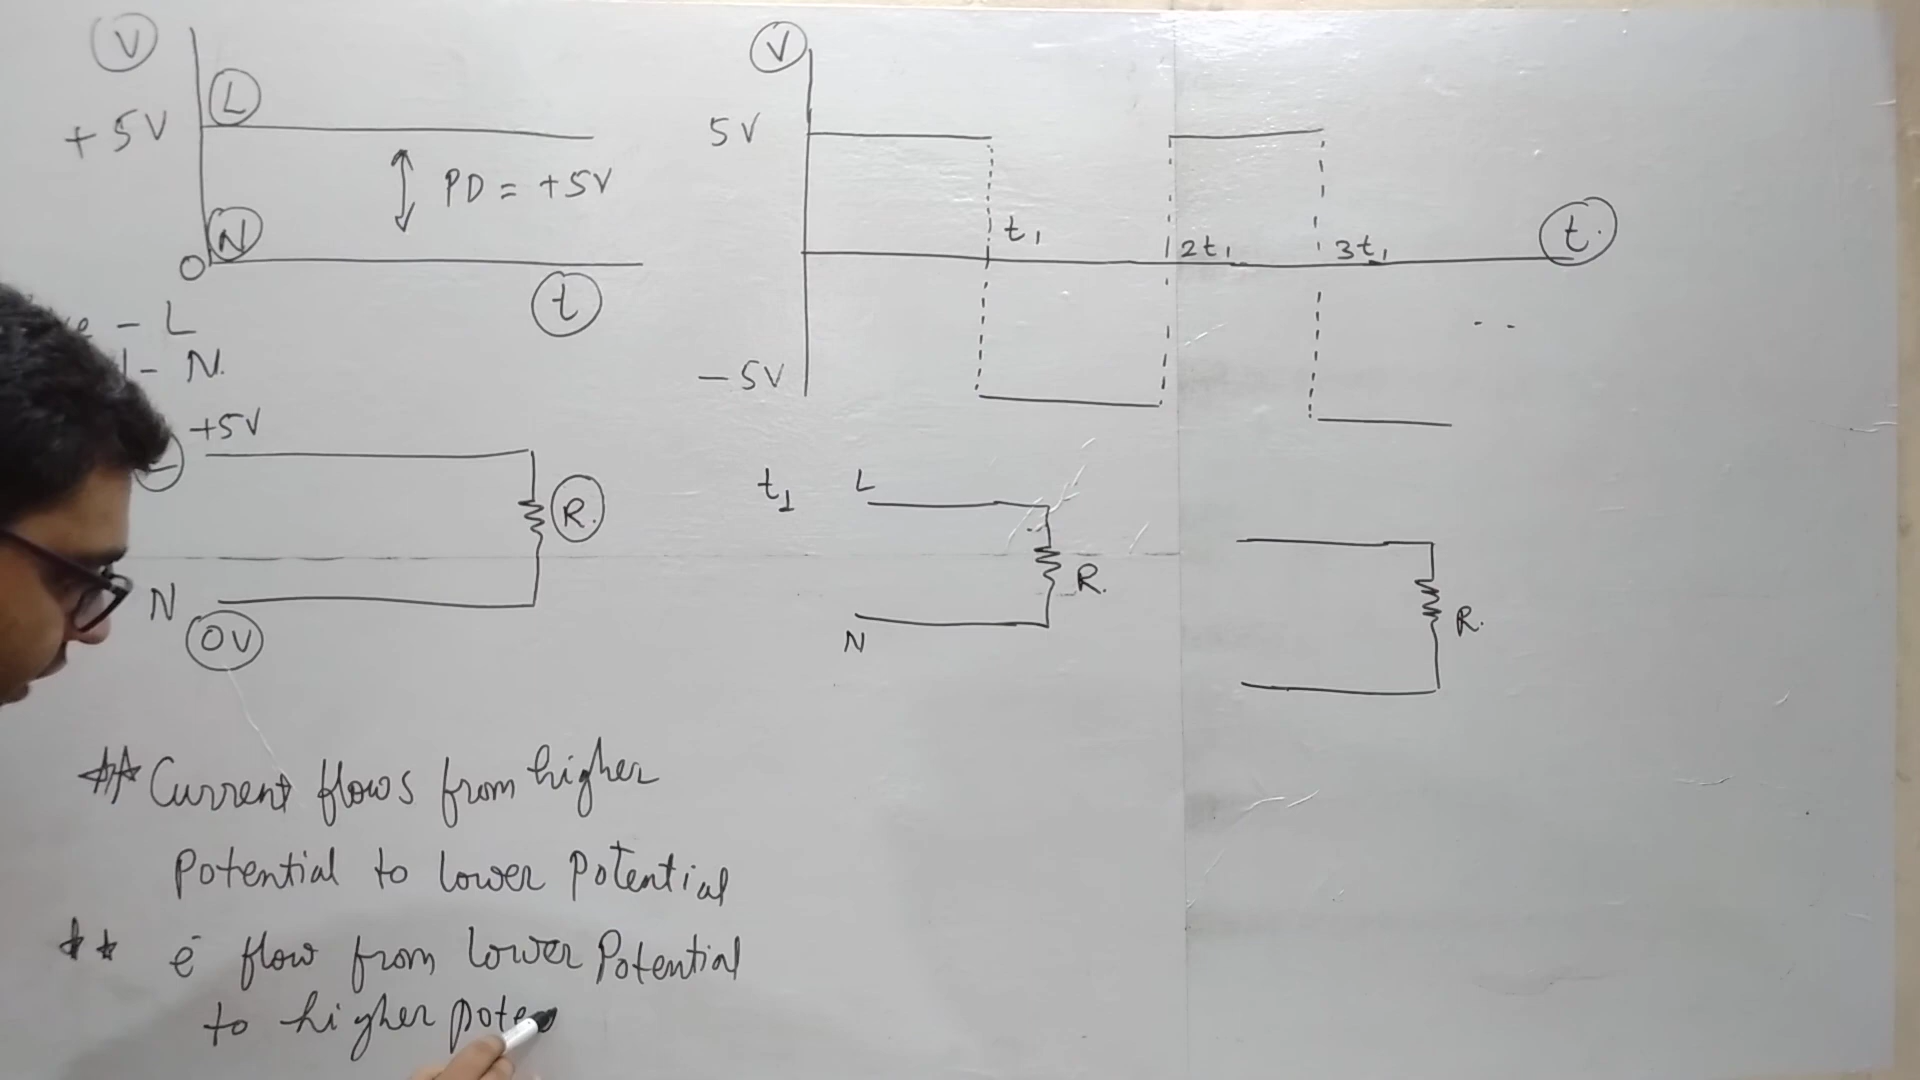 V
L
+5V
PD = +5V
N
0
t
- L
- N.
+5V
R.
N
0V
V
5V
t1
2t1
3t1
t.
-5V
. .
t1
L
R.
N
R.
** Current flows from higher
Potential to lower potential
** e- flow from lower Potential
to higher pote